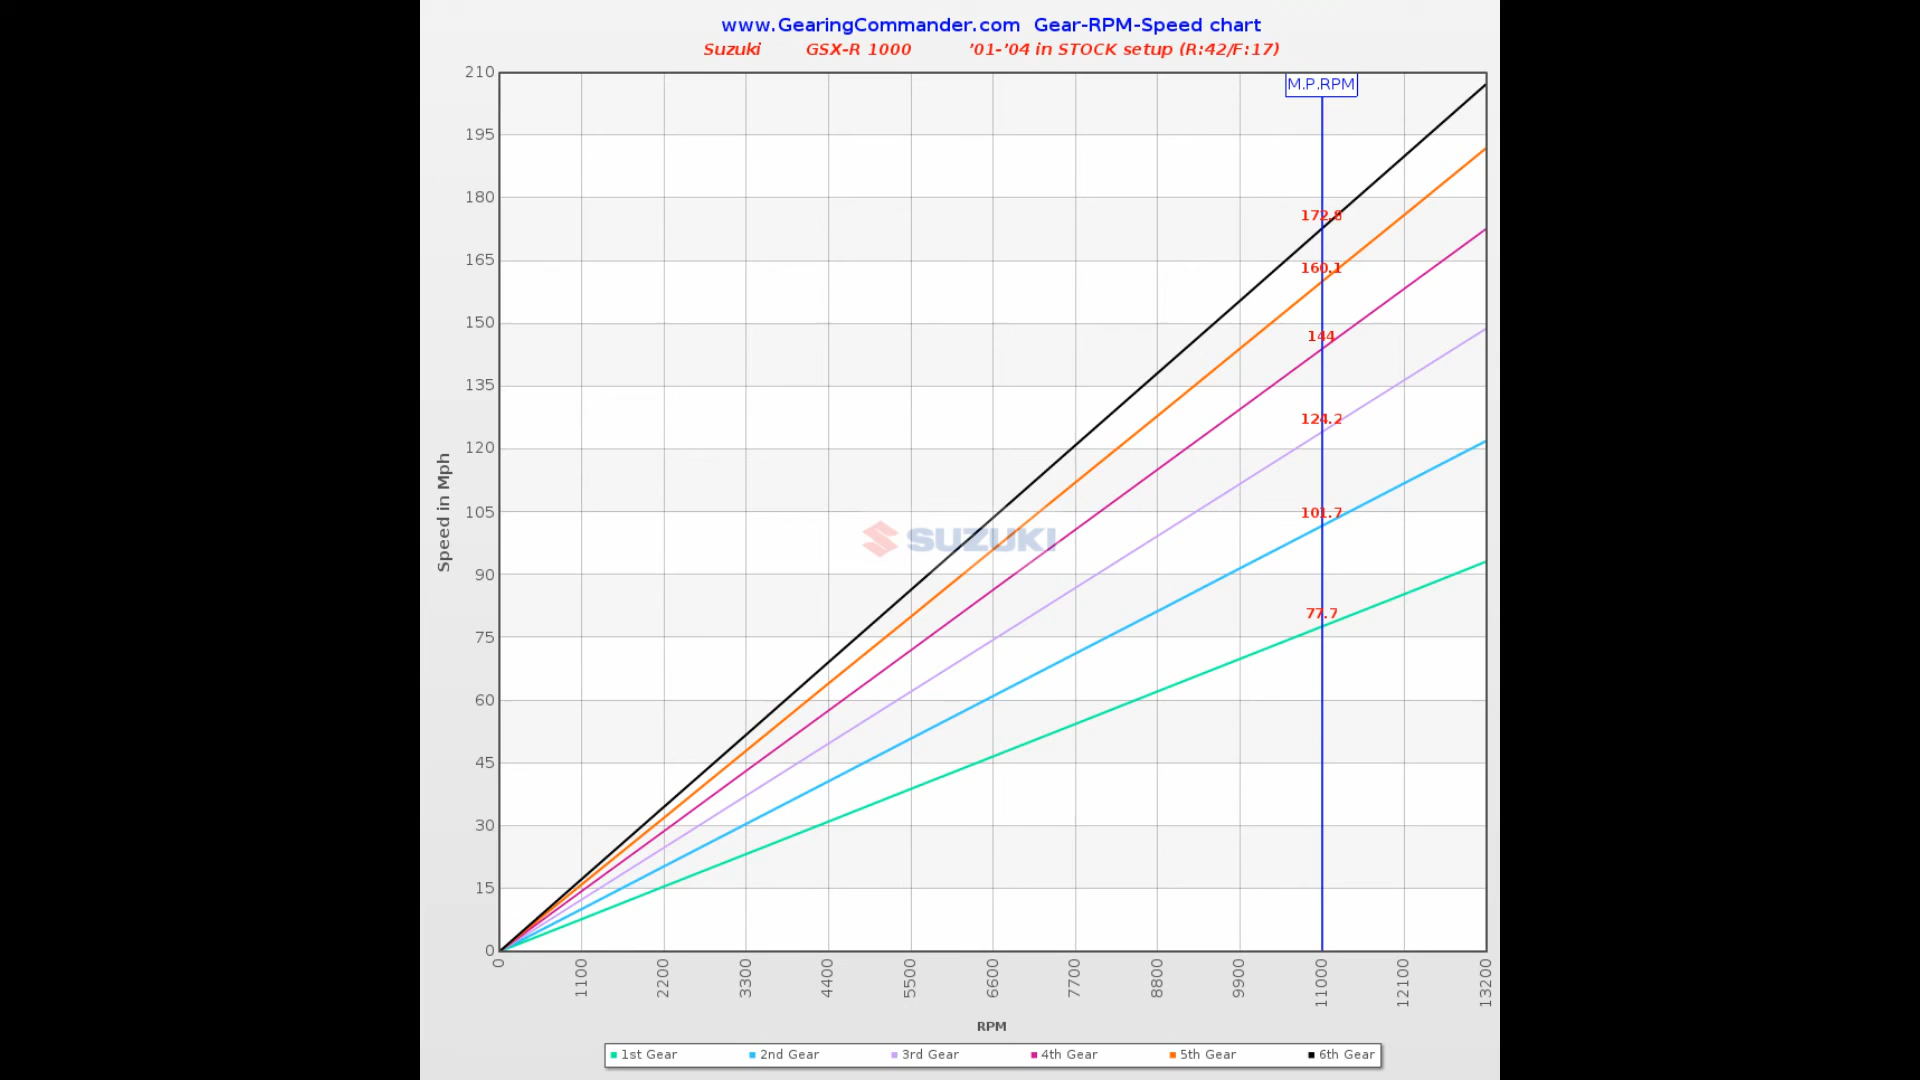 www.GearingCommander.com Gear-RPM-Speed chart
Suzuki GSX-R 1000 '01-'04 in STOCK setup (R:42/F:17)
M.P.RPM
210
195
180
165
150
135
120
105
90
75
60
45
30
15
0
Speed in Mph
172.8
160.1
144
124.2
101.7
77.7
SUZUKI
0 1100 2200 3300 4400 5500 6600 7700 8800 9900 11000 12100 13200
RPM
1st Gear 2nd Gear 3rd Gear 4th Gear 5th Gear 6th Gear